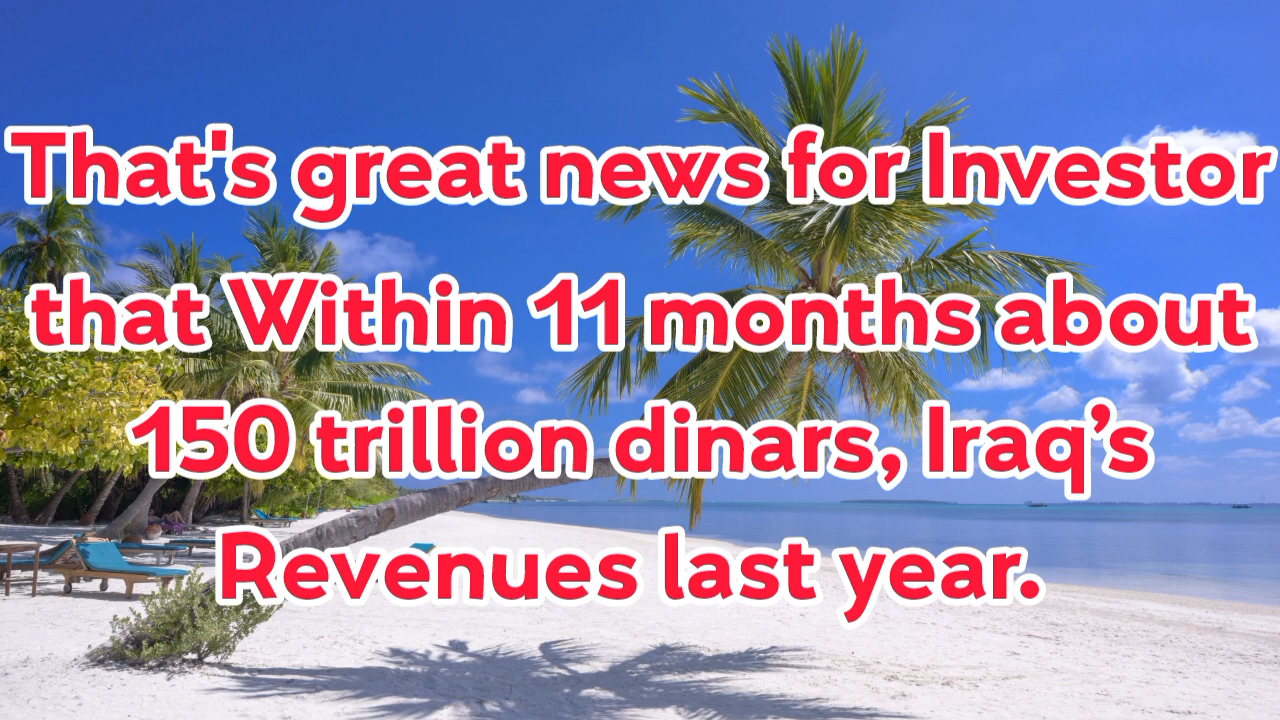 That's great news for Investor
that Within 11 months about
150 trillion dinars, Iraq’s
Revenues last year.